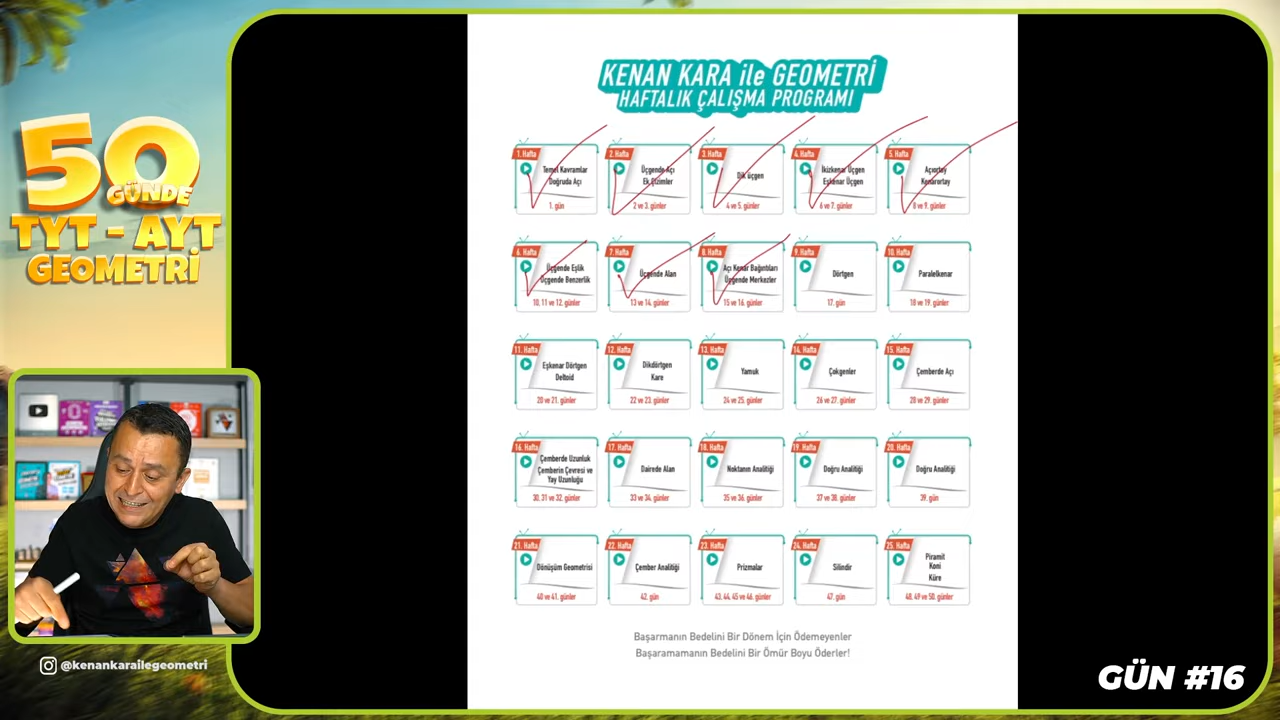 50
GÜNDE
TYT - AYT
GEOMETRİ
KENAN KARA ile GEOMETRİ
HAFTALIK ÇALIŞMA PROGRAMI
1. Hafta
Temel Kavramlar
Doğruda Açı
1. gün
2. Hafta
Üçgende Açı
Ek Çizimler
2 ve 3. günler
3. Hafta
Dik üçgen
4 ve 5. günler
4. Hafta
İkizkenar Üçgen
Eşkenar Üçgen
6 ve 7. günler
5. Hafta
Açıortay
Kenarortay
8 ve 9. günler
6. Hafta
Üçgende Eşlik
Üçgende Benzerlik
10, 11 ve 12. günler
7. Hafta
Üçgende Alan
13 ve 14. günler
8. Hafta
Açı Kenar Bağıntıları
Üçgende Merkezler
15 ve 16. günler
9. Hafta
Dörtgen
17. gün
10. Hafta
Paralelkenar
18 ve 19. günler
11. Hafta
Eşkenar Dörtgen
Deltoid
20 ve 21. günler
12. Hafta
Dikdörtgen
Kare
22 ve 23. günler
13. Hafta
Yamuk
24 ve 25. günler
14. Hafta
Çokgenler
26 ve 27. günler
15. Hafta
Çemberde Açı
28 ve 29. günler
16. Hafta
Çemberde Uzunluk
Çemberin Çevresi ve
Yay Uzunluğu
30, 31 ve 32. günler
17. Hafta
Dairede Alan
33 ve 34. günler
18. Hafta
Noktanın Analitiği
35 ve 36. günler
19. Hafta
Doğru Analitiği
37 ve 38. günler
20. Hafta
Doğru Analitiği
39. gün
21. Hafta
Dönüşüm Geometrisi
40 ve 41. günler
22. Hafta
Çember Analitiği
42. gün
23. Hafta
Prizmalar
43, 44, 45 ve 46. günler
24. Hafta
Silindir
47. gün
25. Hafta
Piramit
Koni
Küre
48, 49 ve 50. günler
Başarmanın Bedelini Bir Dönem İçin Ödemeyenler
Başaramamanın Bedelini Bir Ömür Boyu Öderler!
@kenankarailegeometri
GÜN #16